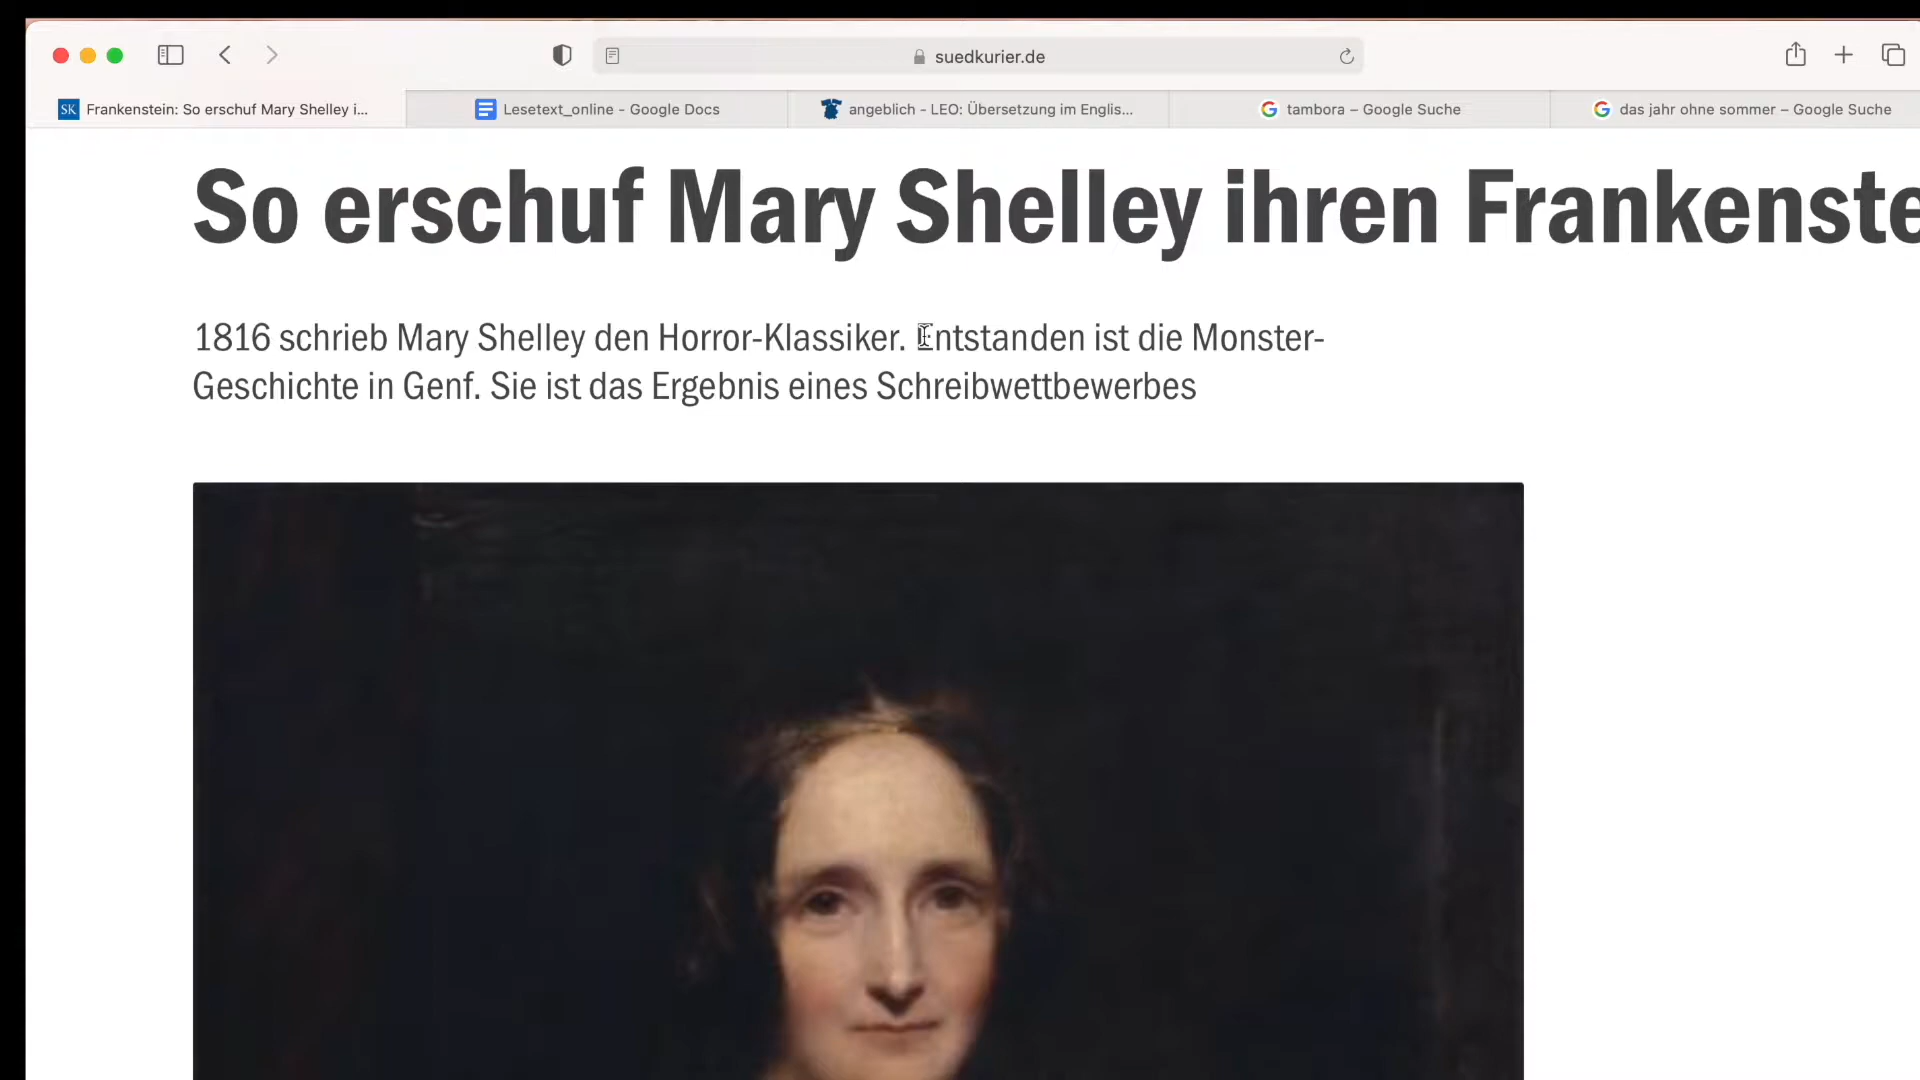 suedkurier.de
SK Frankenstein: So erschuf Mary Shelley i...
Lesetext_online - Google Docs
angeblich - LEO: Übersetzung im Englis...
tambora – Google Suche
das jahr ohne sommer – Google Suche
So erschuf Mary Shelley ihren Frankenste
1816 schrieb Mary Shelley den Horror-Klassiker. Entstanden ist die Monster-
Geschichte in Genf. Sie ist das Ergebnis eines Schreibwettbewerbes